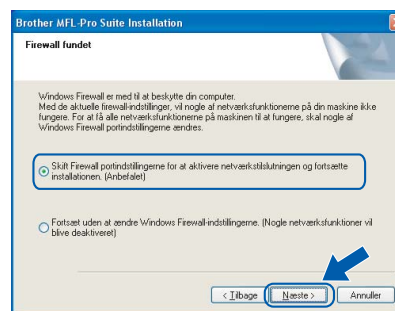 Brother MFL-Pro Suite Installation
Firewall fundet
Windows Firewall er med til at beskytte din computer.
Med de aktuelle firewall-indstillinger, vil nogle af netværksfunktionerne på din maskine ikke
fungere. For at få alle netværksfunktionerne på maskinen til at fungere, skal nogle af
Windows Firewall portindstillingerne ændres.
Skift Firewall portindstillingerne for at aktivere netværkstilslutningen og fortsætte
installationen. (Anbefalet)
Fortsæt uden at ændre Windows Firewall-indstillingerne. (Nogle netværksfunktioner vil
blive deaktiveret)
< Tilbage Næste > Annuller